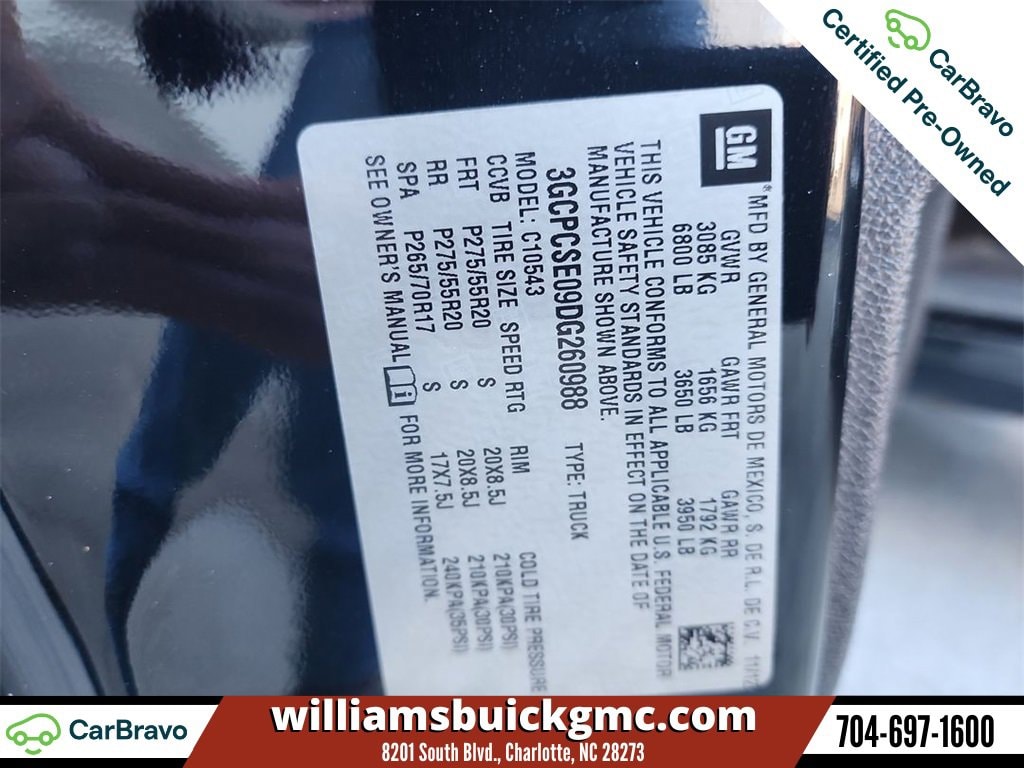 CarBravo
Certified Pre-Owned
GM
® MFD BY GENERAL MOTORS DE MEXICO, S. DE R.L. DE C.V. 11/12
GVWR GAWR FRT GAWR RR
3085 KG 1656 KG 1792 KG
6800 LB 3650 LB 3950 LB
THIS VEHICLE CONFORMS TO ALL APPLICABLE U.S. FEDERAL MOTOR
VEHICLE SAFETY STANDARDS IN EFFECT ON THE DATE OF
MANUFACTURE SHOWN ABOVE.
3GCPCSE09DG260988 TYPE: TRUCK
MODEL: C10543
CCVB TIRE SIZE SPEED RTG RIM COLD TIRE PRESSURE
FRT P275/55R20 S 20X8.5J 210KPA(30PSI)
RR P275/55R20 S 20X8.5J 210KPA(30PSI)
SPA P265/70R17 S 17X7.5J 240KPA(35PSI)
SEE OWNER'S MANUAL FOR MORE INFORMATION.
CarBravo
williamsbuickgmc.com
8201 South Blvd., Charlotte, NC 28273
704-697-1600